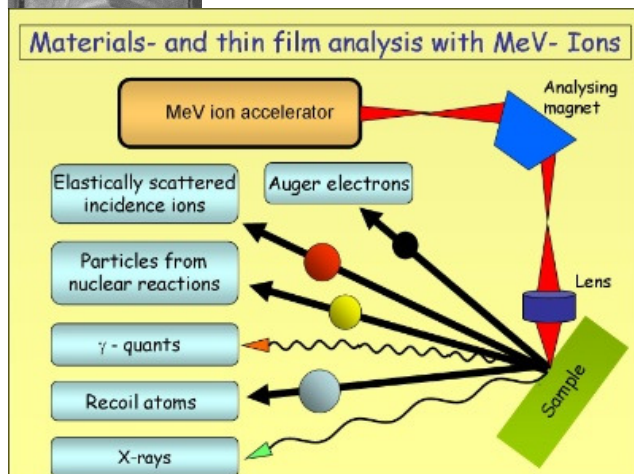 Materials- and thin film analysis with MeV- Ions
Analysing
magnet
MeV ion accelerator
Elastically scattered
incidence ions
Auger electrons
Particles from
nuclear reactions
Lens
γ - quants
Sample
Recoil atoms
X-rays